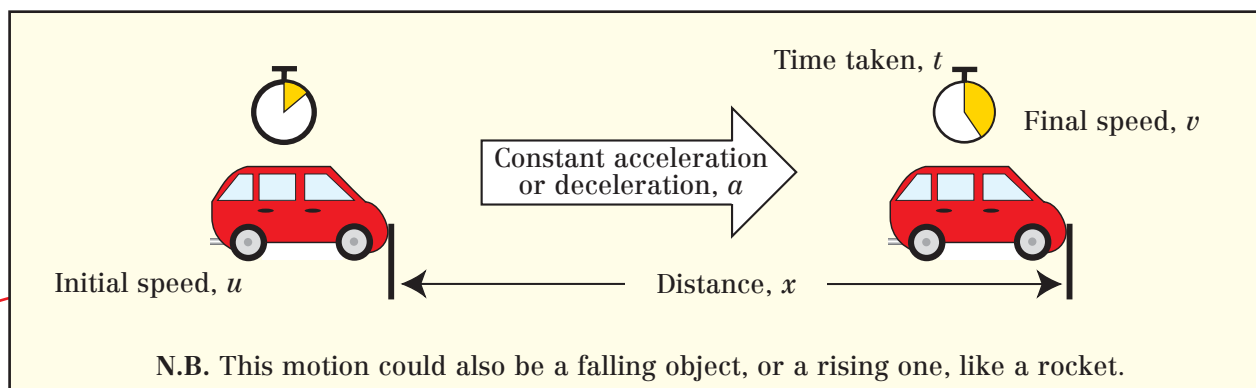 Time taken, t
Final speed, v
Constant acceleration
or deceleration, a
Initial speed, u
Distance, x
N.B. This motion could also be a falling object, or a rising one, like a rocket.